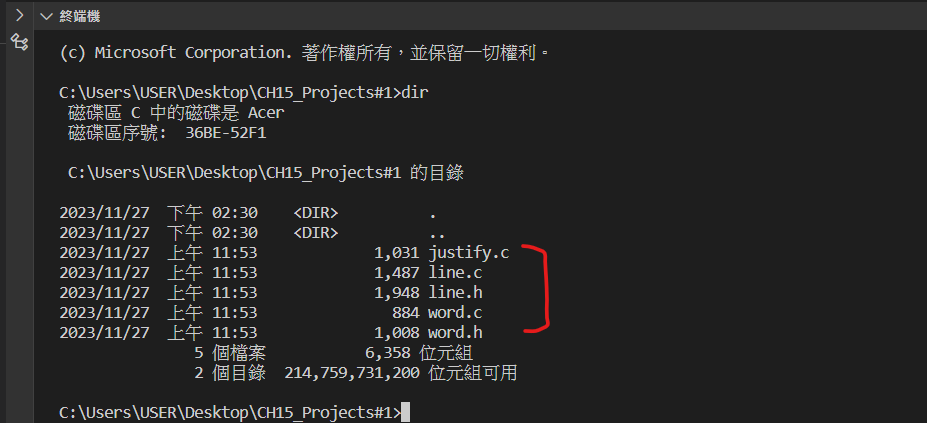 終端機
(c) Microsoft Corporation. 著作權所有，並保留一切權利。
C:\Users\USER\Desktop\CH15_Projects#1>dir
磁碟區 C 中的磁碟是 Acer
磁碟區序號:  36BE-52F1
C:\Users\USER\Desktop\CH15_Projects#1 的目錄
2023/11/27  下午 02:30    <DIR>          .
2023/11/27  下午 02:30    <DIR>          ..
2023/11/27  上午 11:53             1,031 justify.c
2023/11/27  上午 11:53             1,487 line.c
2023/11/27  上午 11:53             1,948 line.h
2023/11/27  上午 11:53               884 word.c
2023/11/27  上午 11:53             1,008 word.h
5 個檔案           6,358 位元組
2 個目錄  214,759,731,200 位元組可用
C:\Users\USER\Desktop\CH15_Projects#1>